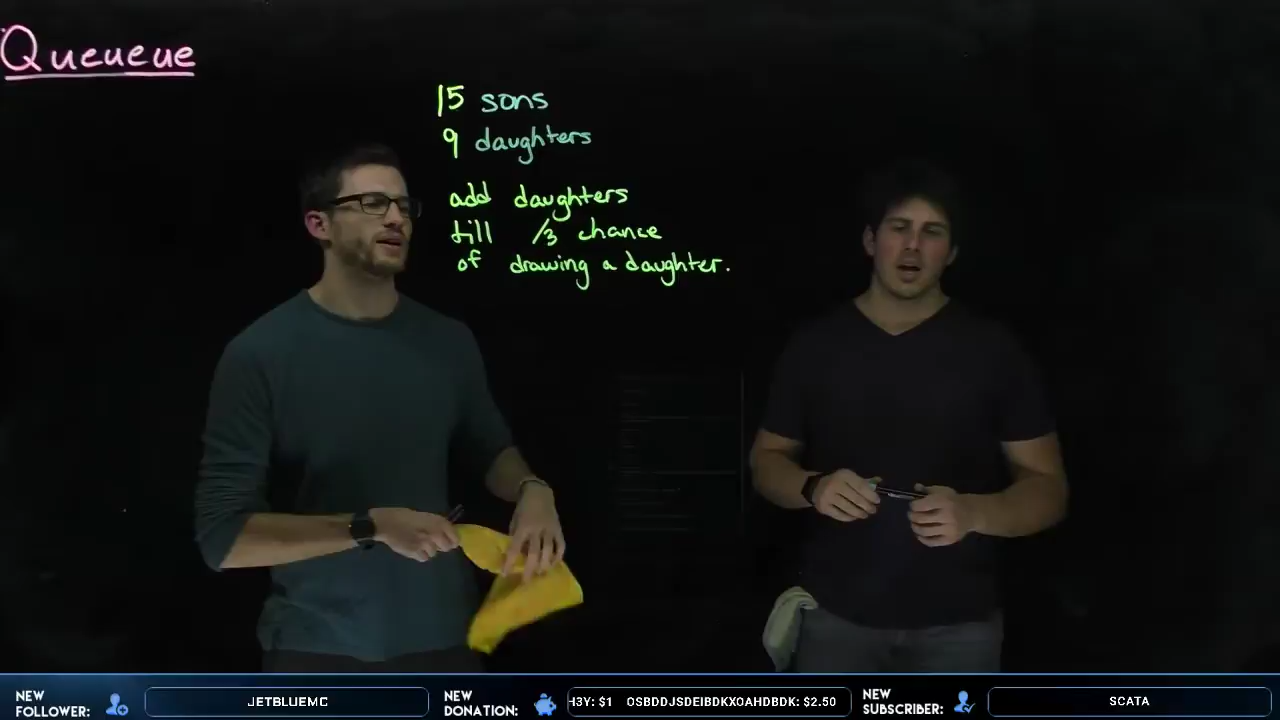 Queueue
15 sons
9 daughters
add daughters
till /3 chance
of drawing a daughter.
NEW FOLLOWER:
JETBLUEMC
NEW DONATION:
H3Y: $1 OSBDDJSDEIBDKXOAHDBDK: $2.50
NEW SUBSCRIBER:
SCATA